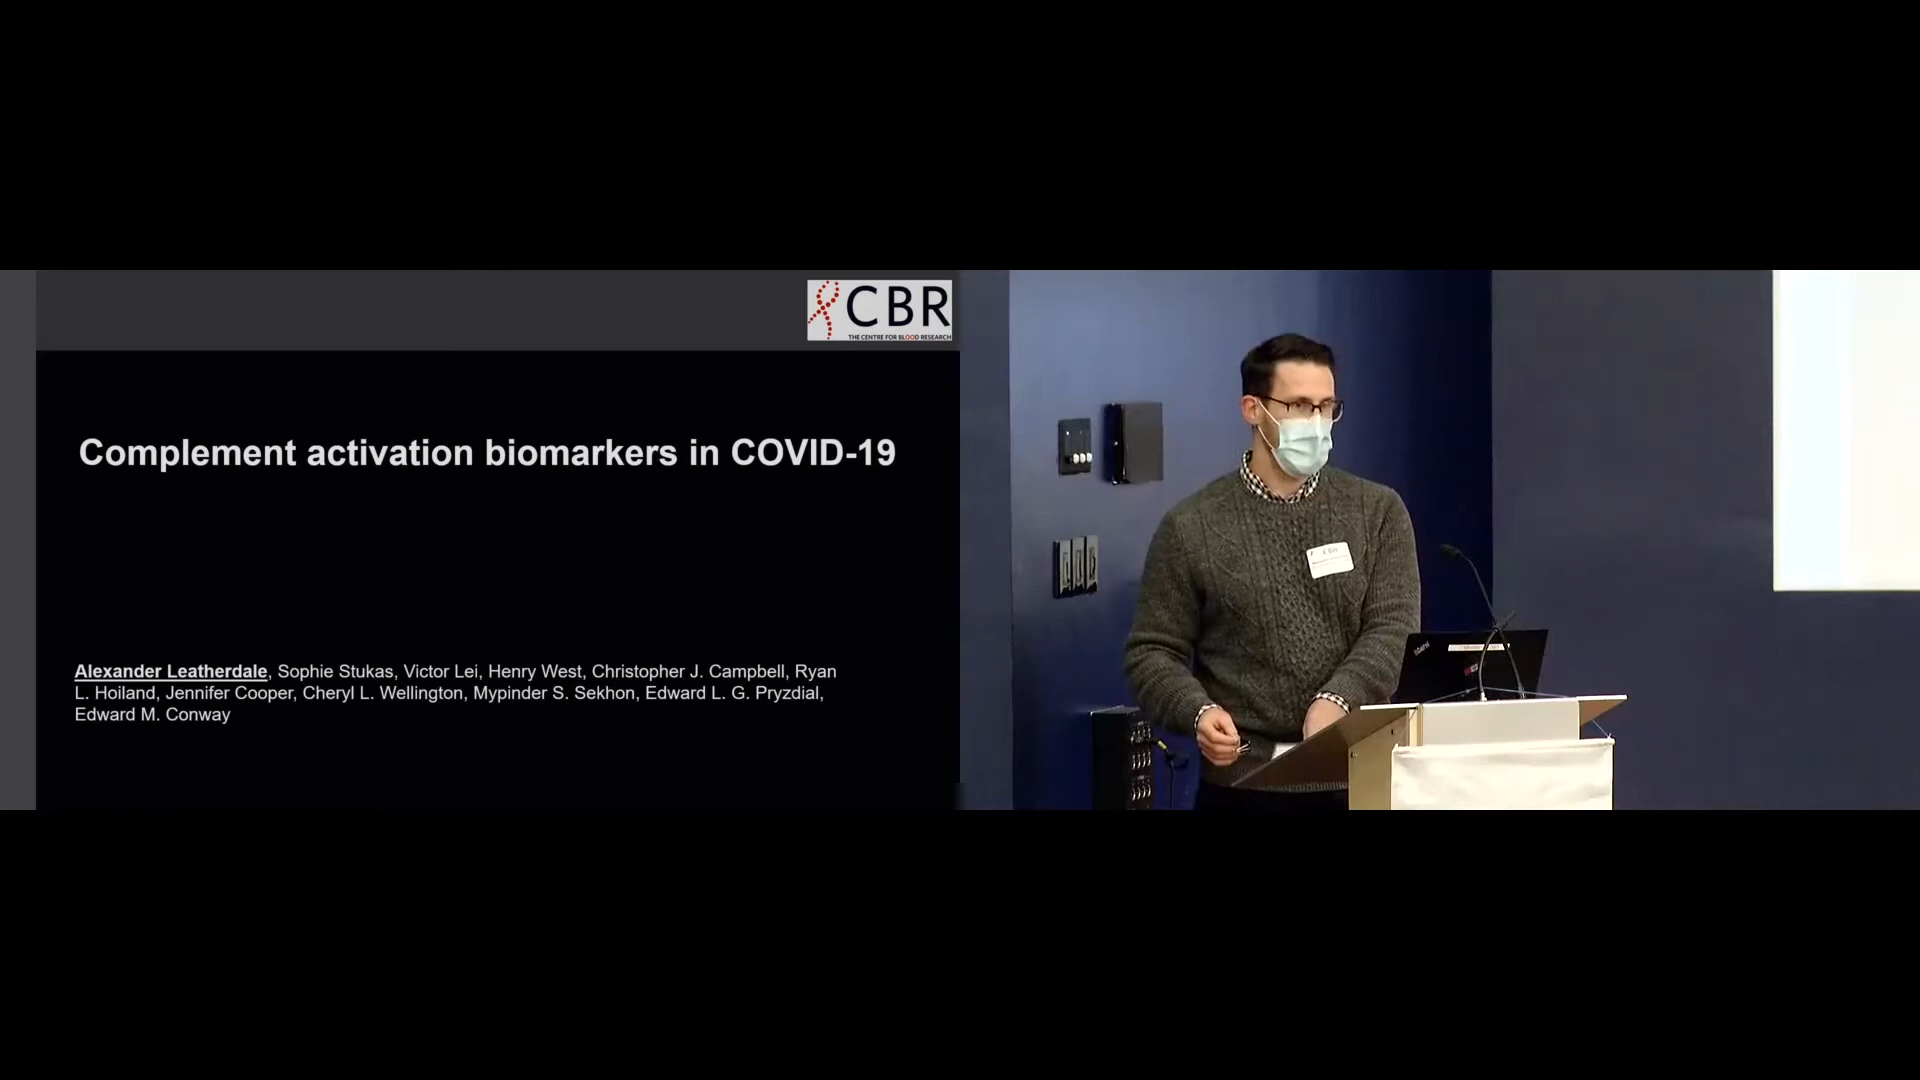 CBR
THE CENTRE FOR BLOOD RESEARCH
Complement activation biomarkers in COVID-19
Alexander Leatherdale, Sophie Stukas, Victor Lei, Henry West, Christopher J. Campbell, Ryan
L. Hoiland, Jennifer Cooper, Cheryl L. Wellington, Mypinder S. Sekhon, Edward L. G. Pryzdial,
Edward M. Conway
CBR